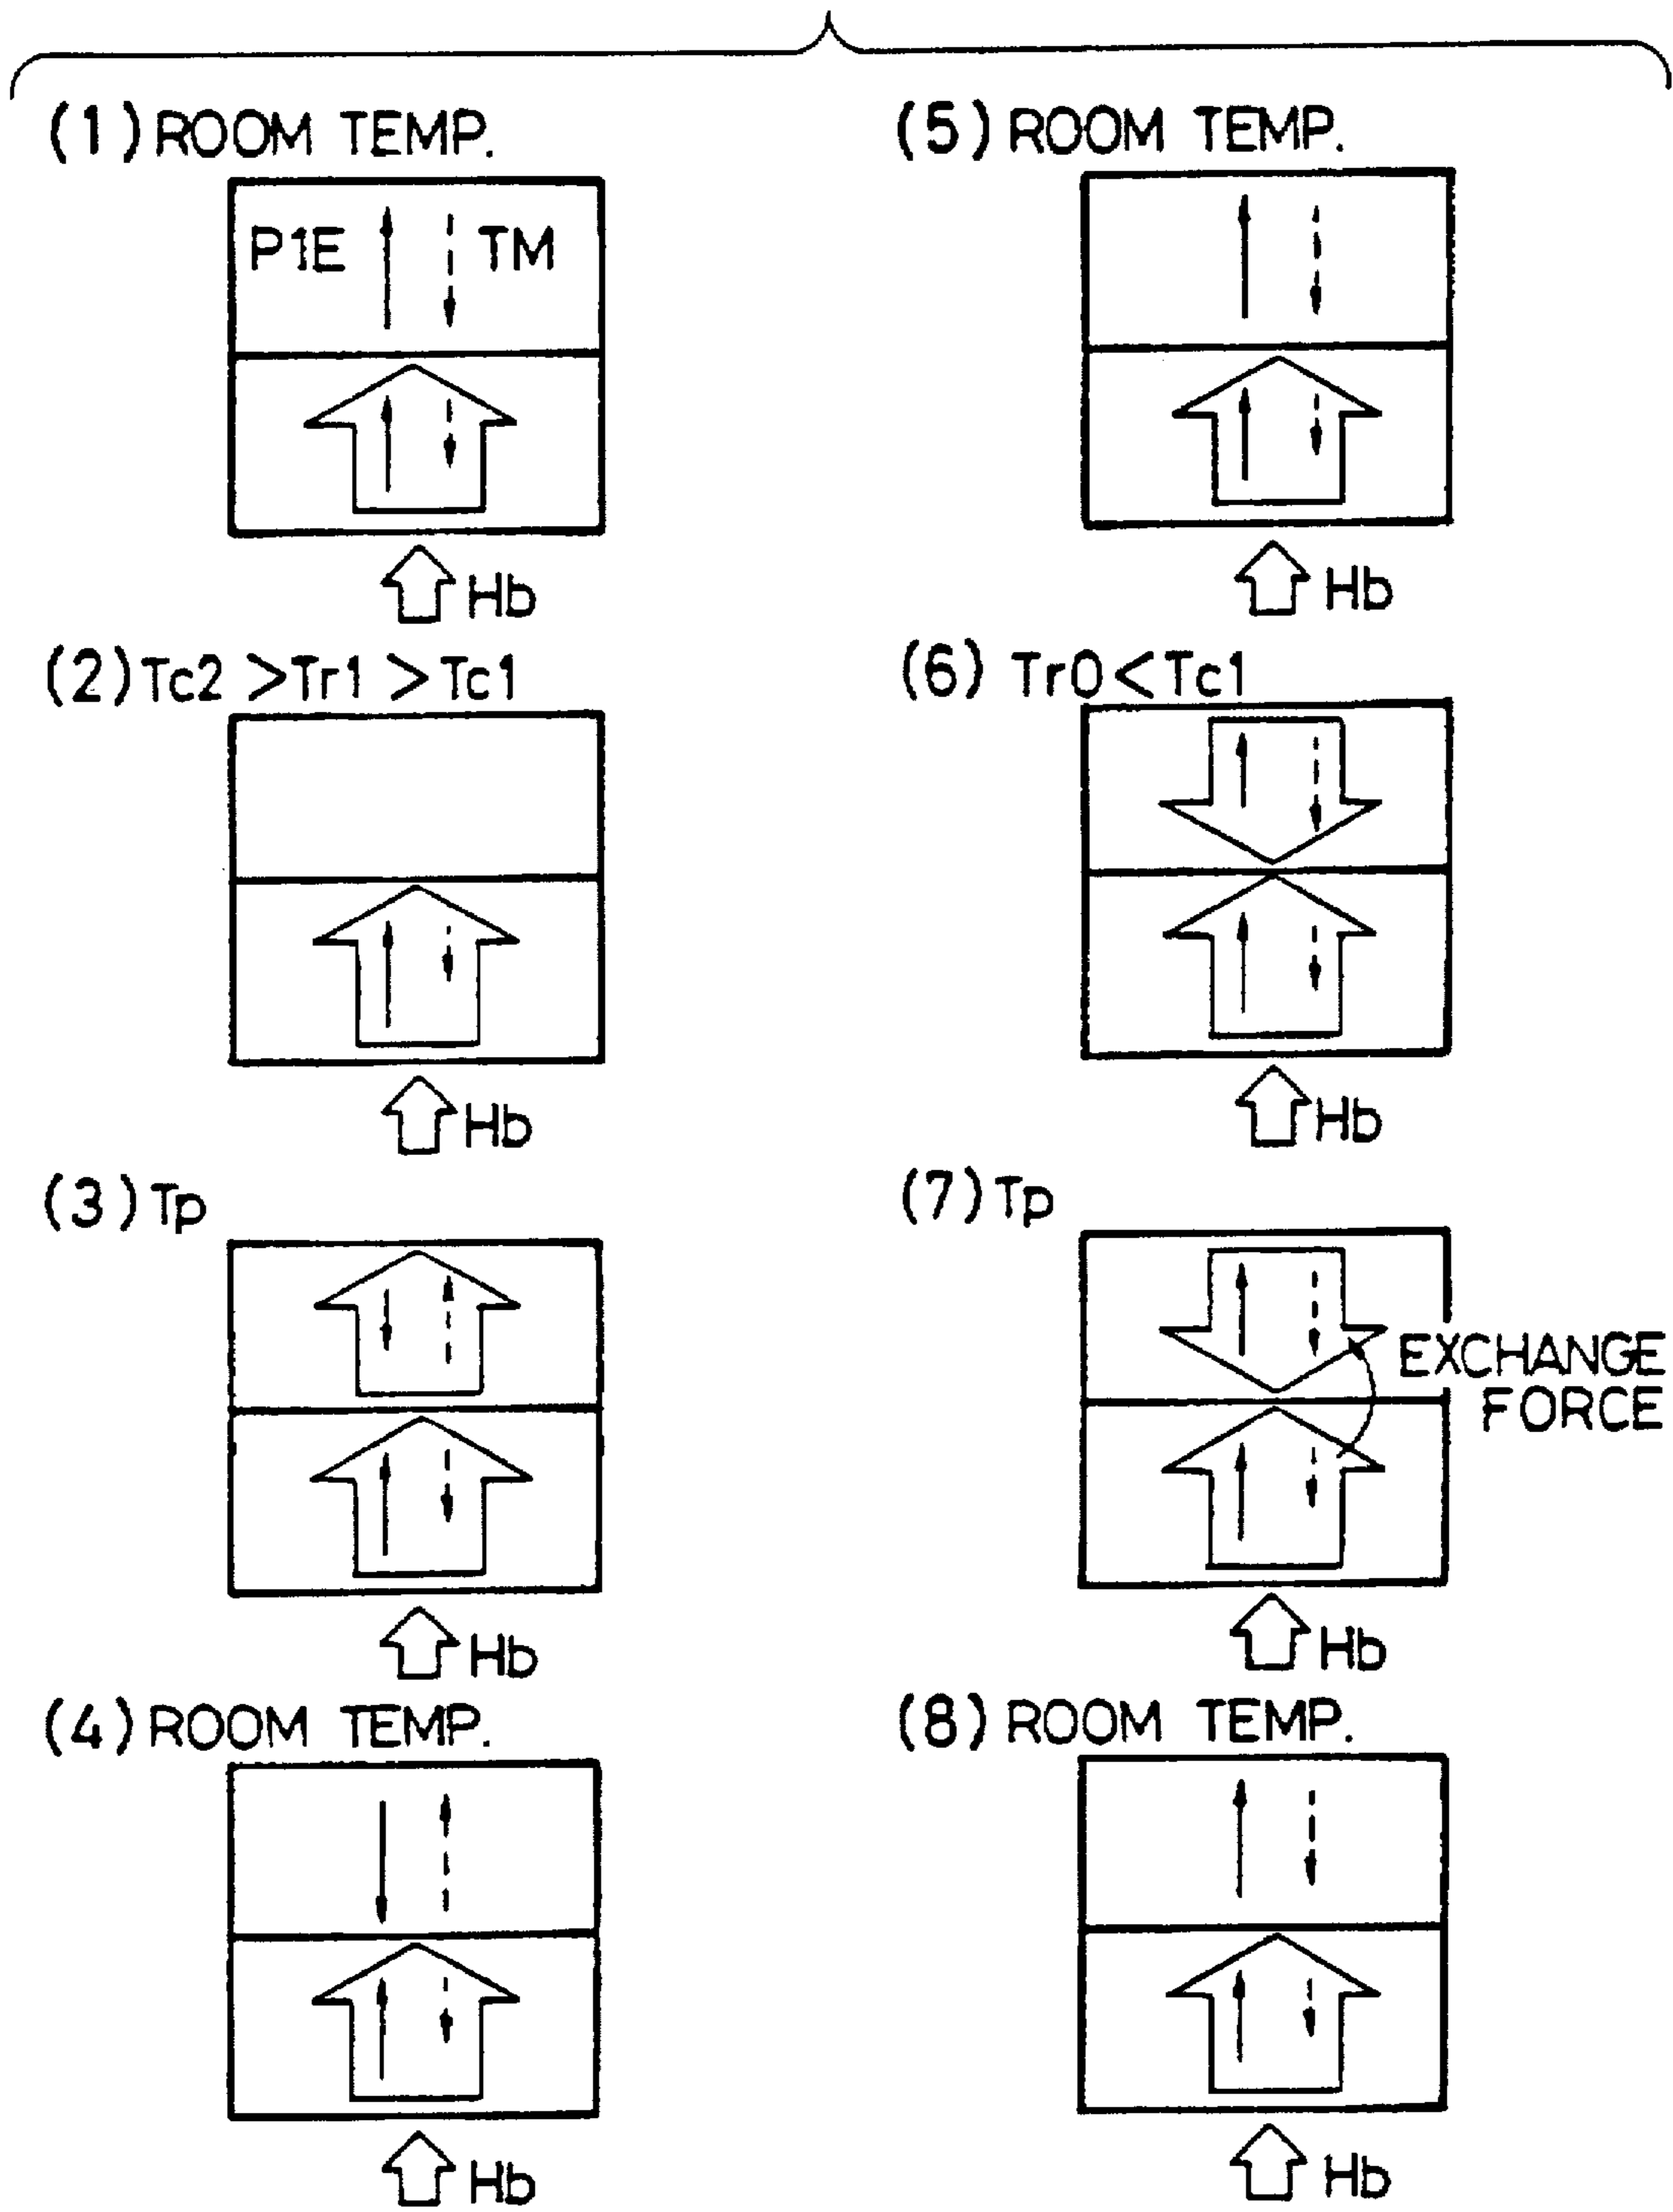 (1) ROOM TEMP.
P1E TM
Hb
(2) Tc2 >Tr1 >Tc1
Hb
(3) Tp
Hb
(4) ROOM TEMP.
Hb
(5) ROOM TEMP.
Hb
(6) Tr0<Tc1
Hb
(7) Tp
EXCHANGE
FORCE
Hb
(8) ROOM TEMP.
Hb